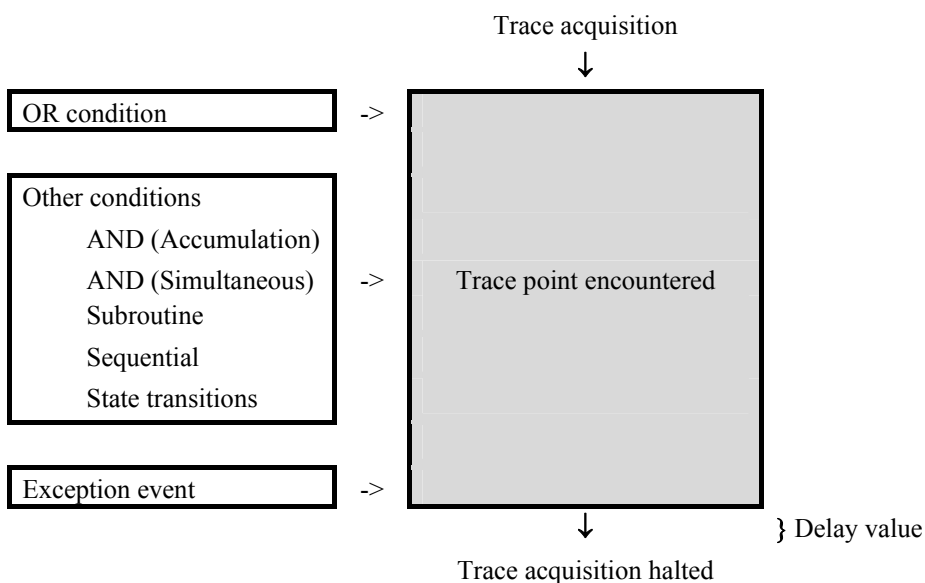 Trace acquisition
↓
OR condition ->
Other conditions
AND (Accumulation)
AND (Simultaneous) -> Trace point encountered
Subroutine
Sequential
State transitions
Exception event ->
↓ } Delay value
Trace acquisition halted